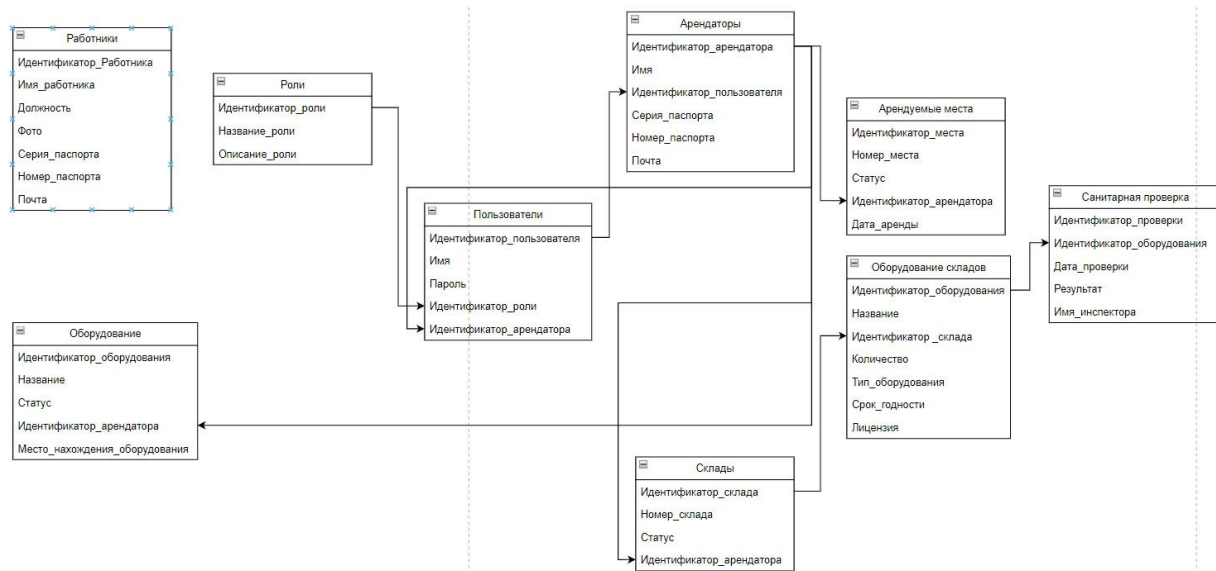 Работники
Идентификатор_Работника
Имя_работника
Должность
Фото
Серия_паспорта
Номер_паспорта
Почта
Роли
Идентификатор_роли
Название_роли
Описание_роли
Арендаторы
Идентификатор_арендатора
Имя
Идентификатор_пользователя
Серия_паспорта
Номер_паспорта
Почта
Арендуемые места
Идентификатор_места
Номер_места
Статус
Идентификатор_арендатора
Дата_аренды
Санитарная проверка
Идентификатор_проверки
Идентификатор_оборудования
Дата_проверки
Результат
Имя_инспектора
Пользователи
Идентификатор_пользователя
Имя
Пароль
Идентификатор_роли
Идентификатор_арендатора
Оборудование складов
Идентификатор_оборудования
Название
Идентификатор _склада
Количество
Тип_оборудования
Срок_годности
Лицензия
Оборудование
Идентификатор_оборудования
Название
Статус
Идентификатор_арендатора
Место_нахождения_оборудования
Склады
Идентификатор_склада
Номер_склада
Статус
Идентификатор_арендатора